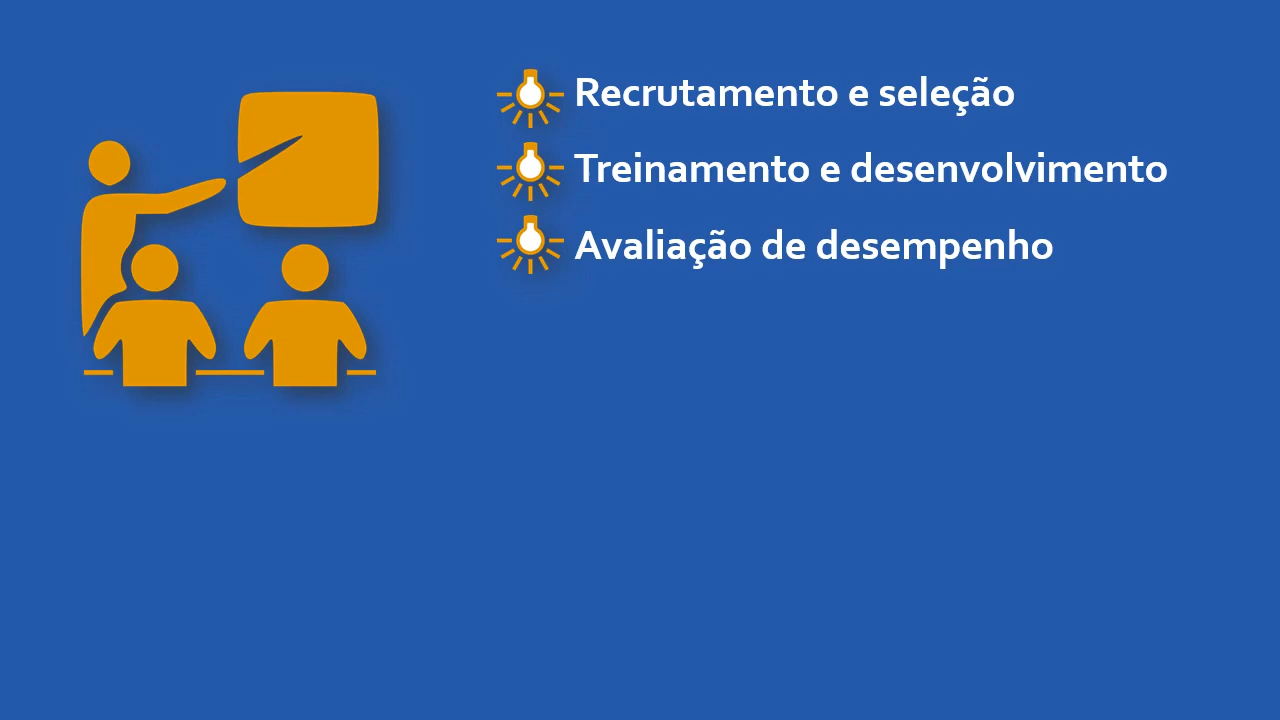 Recrutamento e seleção
Treinamento e desenvolvimento
Avaliação de desempenho